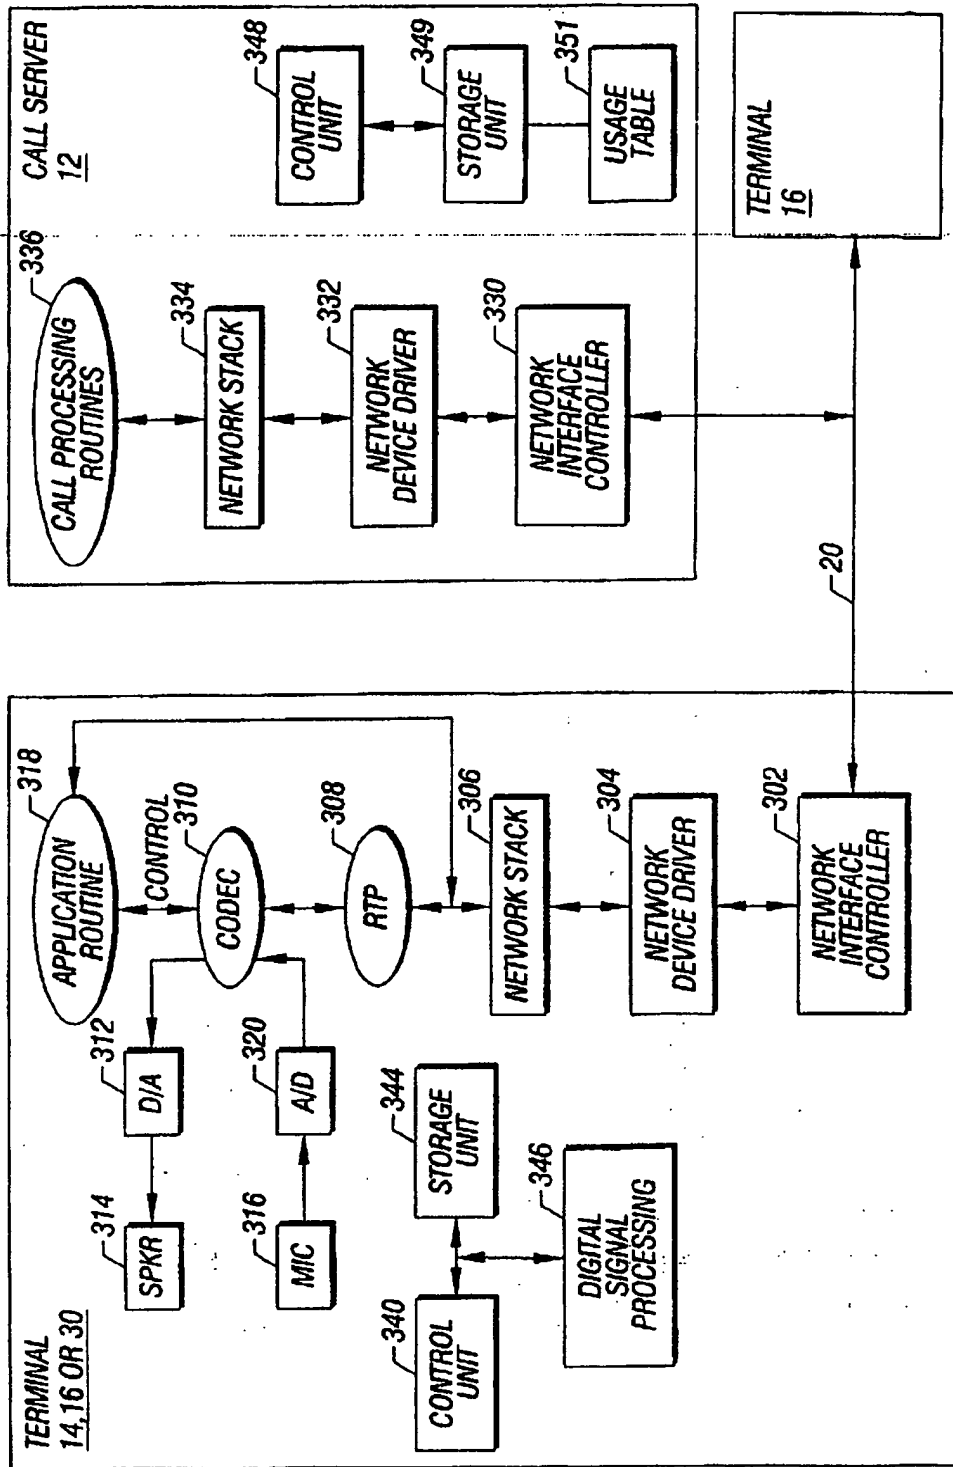 TERMINAL
14, 16 OR 30
SPKR
314
D/A
312
APPLICATION
ROUTINE
318
CONTROL
MIC
316
A/D
320
CODEC
310
RTP
308
CONTROL
UNIT
340
STORAGE
UNIT
344
DIGITAL
SIGNAL
PROCESSING
346
NETWORK STACK
306
NETWORK
DEVICE DRIVER
304
NETWORK
INTERFACE
CONTROLLER
302
20
CALL SERVER
12
CALL PROCESSING
ROUTINES
336
NETWORK STACK
334
NETWORK
DEVICE DRIVER
332
NETWORK
INTERFACE
CONTROLLER
330
CONTROL
UNIT
348
STORAGE
UNIT
349
USAGE
TABLE
351
TERMINAL
16